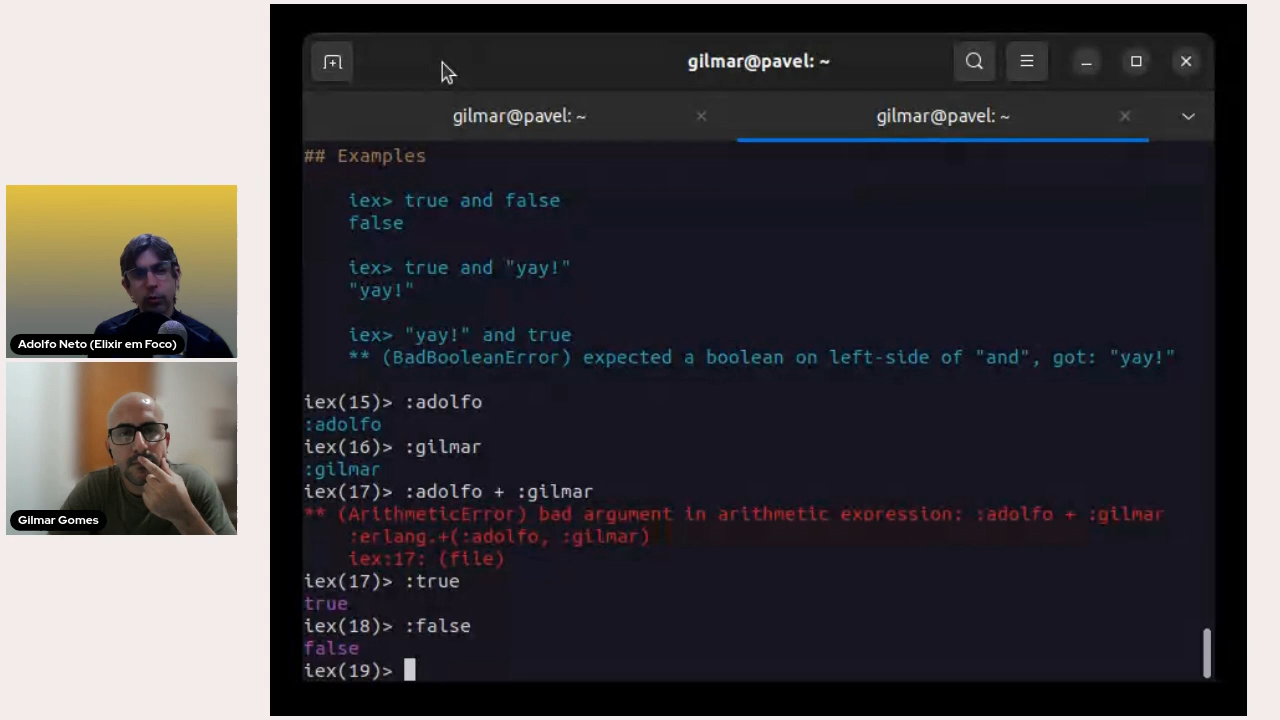 gilmar@pavel: ~
gilmar@pavel: ~
gilmar@pavel: ~
## Examples
iex> true and false
false
iex> true and "yay!"
"yay!"
iex> "yay!" and true
** (BadBooleanError) expected a boolean on left-side of "and", got: "yay!"
iex(15)> :adolfo
:adolfo
iex(16)> :gilmar
:gilmar
iex(17)> :adolfo + :gilmar
** (ArithmeticError) bad argument in arithmetic expression: :adolfo + :gilmar
:erlang.+(:adolfo, :gilmar)
iex:17: (file)
iex(17)> :true
true
iex(18)> :false
false
iex(19)>
Adolfo Neto (Elixir em Foco)
Gilmar Gomes